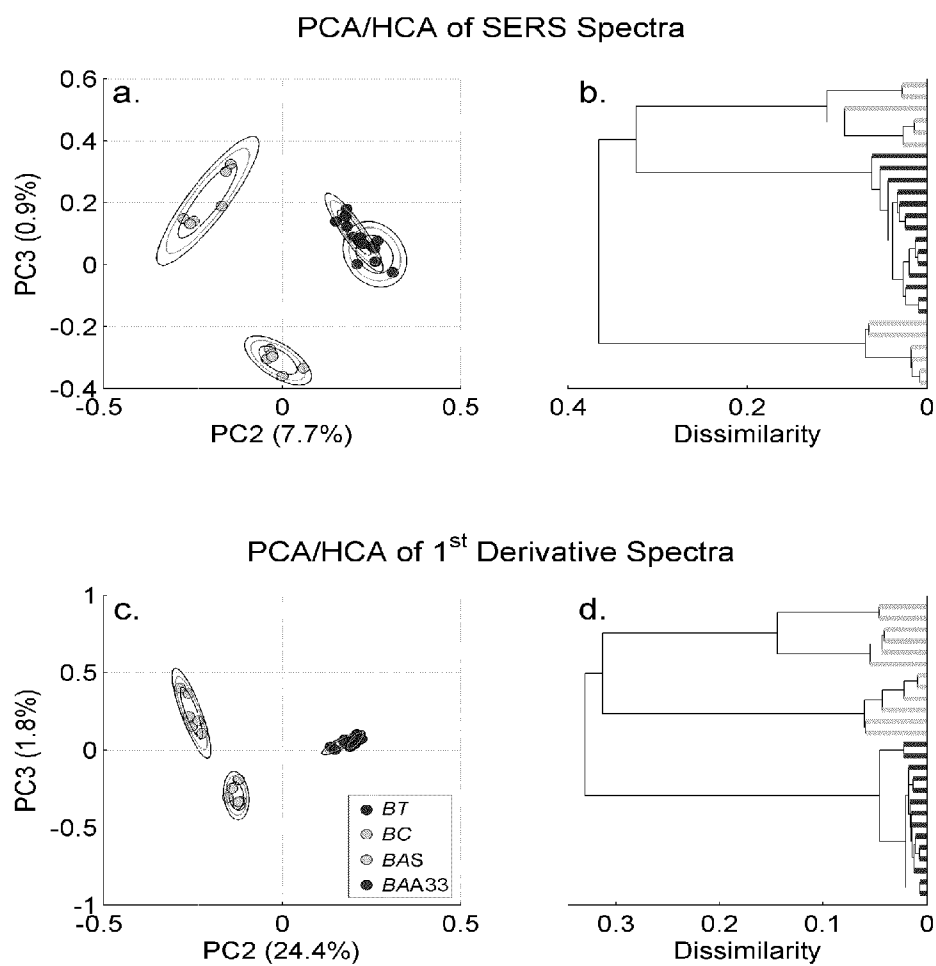 PCA/HCA of SERS Spectra
a.
b.
0.6
0.4
0.2
0
-0.2
-0.4
PC3 (0.9%)
-0.5
0
0.5
PC2 (7.7%)
0.4
0.2
0
Dissimilarity
PCA/HCA of 1st Derivative Spectra
c.
d.
1
0.5
0
-0.5
-1
PC3 (1.8%)
BT
BC
BAS
BAA33
-0.5
0
0.5
PC2 (24.4%)
0.3
0.2
0.1
0
Dissimilarity